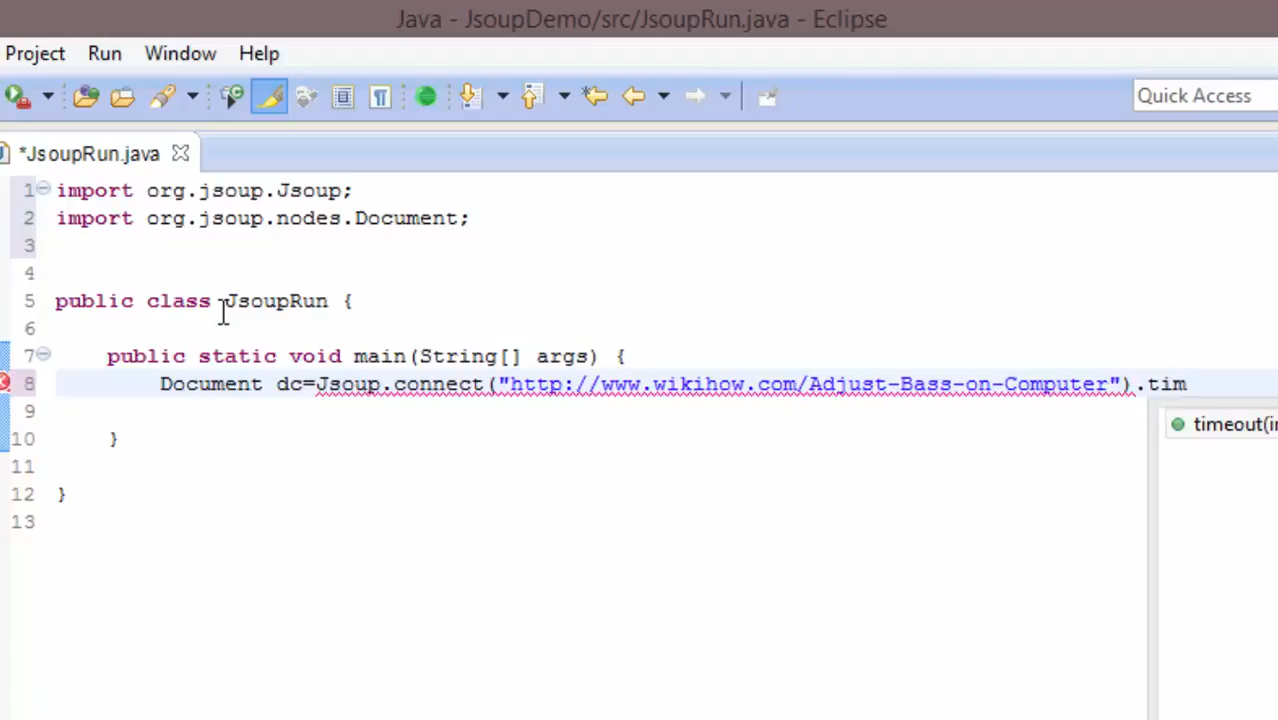 Java - JsoupDemo/src/JsoupRun.java - Eclipse
Project Run Window Help
Quick Access
*JsoupRun.java
1 import org.jsoup.Jsoup;
2 import org.jsoup.nodes.Document;
3
4
5 public class JsoupRun {
6
7 public static void main(String[] args) {
8 Document dc=Jsoup.connect("http://www.wikihow.com/Adjust-Bass-on-Computer").tim
9
timeout(i
10 }
11
12 }
13